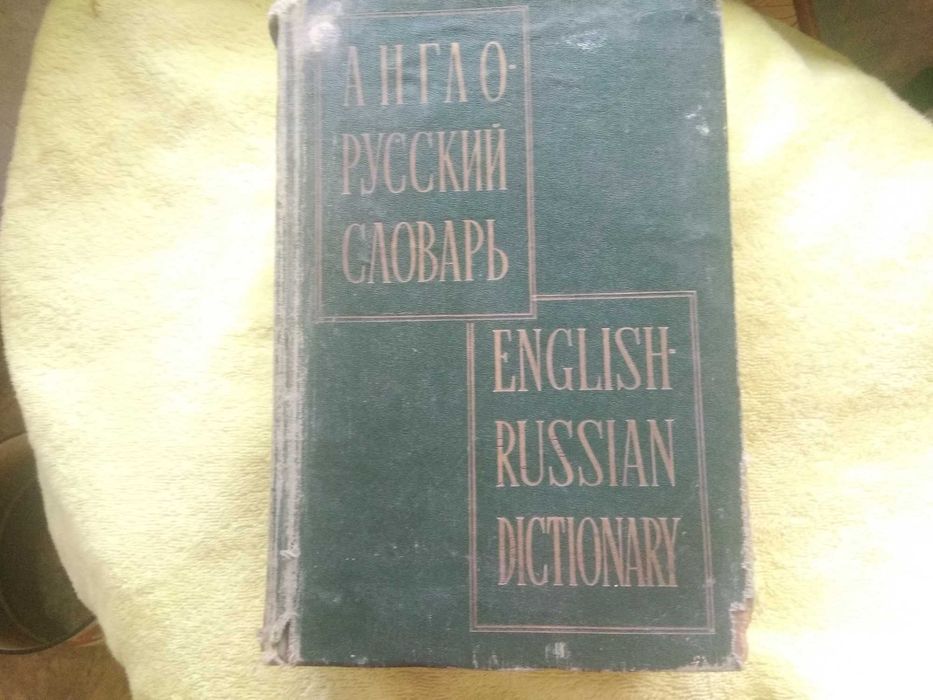 АНГЛО-
РУССКИЙ
СЛОВАРЬ
ENGLISH-
RUSSIAN
DICTIONARY